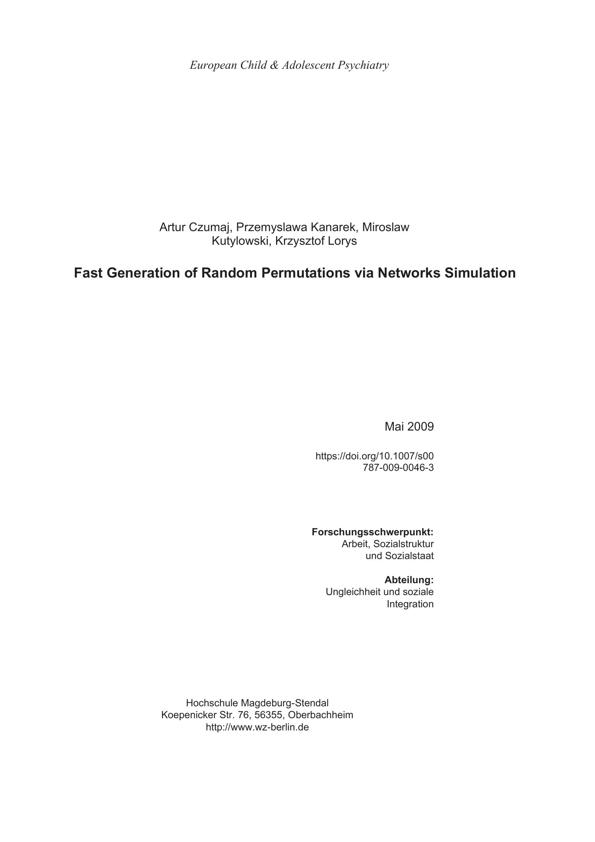 European Child & Adolescent Psychiatry
Artur Czumaj, Przemyslawa Kanarek, Miroslaw
Kutylowski, Krzysztof Lorys
Fast Generation of Random Permutations via Networks Simulation
Mai 2009
https://doi.org/10.1007/s00
787-009-0046-3
Forschungsschwerpunkt:
Arbeit, Sozialstruktur
und Sozialstaat
Abteilung:
Ungleichheit und soziale
Integration
Hochschule Magdeburg-Stendal
Koepenicker Str. 76, 56355, Oberbachheim
http://www.wz-berlin.de